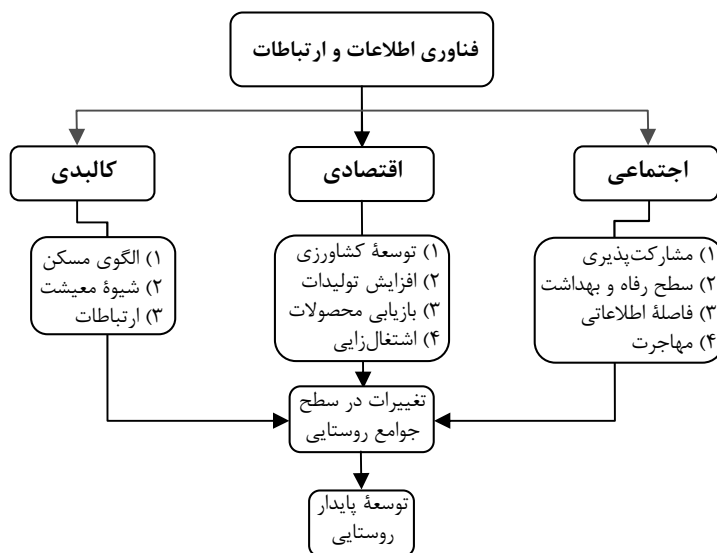 فناوری اطلاعات و ارتباطات
اجتماعی
اقتصادی
کالبدی
۱) مشارکت‌پذیری
۲) سطح رفاه و بهداشت
۳) فاصلهٔ اطلاعاتی
۴) مهاجرت
۱) توسعهٔ کشاورزی
۲) افزایش تولیدات
۳) بازیابی محصولات
۴) اشتغال‌زایی
۱) الگوی مسکن
۲) شیوهٔ معیشت
۳) ارتباطات
تغییرات در سطح
جوامع روستایی
توسعهٔ پایدار
روستایی